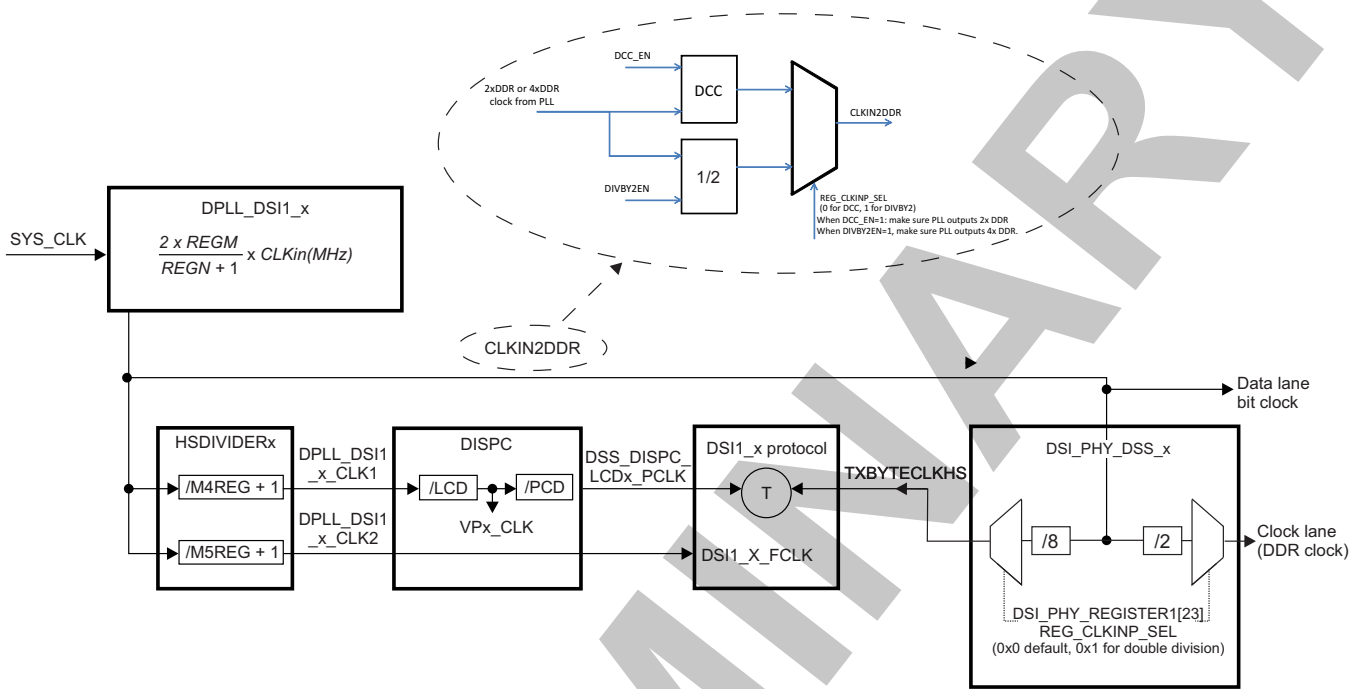 DCC_EN
2xDDR or 4xDDR
clock from PLL
DCC
CLKIN2DDR
1/2
DIVBY2EN
REG_CLKINP_SEL
(0 for DCC, 1 for DIVBY2)
When DCC_EN=1: make sure PLL outputs 2x DDR
When DIVBY2EN=1, make sure PLL outputs 4x DDR.
DPLL_DSI1_x
SYS_CLK
2 x REGM
REGN + 1
x CLKin(MHz)
CLKIN2DDR
Data lane
bit clock
HSDIVIDERx
/M4REG + 1
/M5REG + 1
DPLL_DSI1
_x_CLK1
DPLL_DSI1
_x_CLK2
DISPC
/LCD
/PCD
VPx_CLK
DSS_DISPC_
LCDx_PCLK
DSI1_x protocol
T
DSI1_X_FCLK
TXBYTECLKHS
DSI_PHY_DSS_x
/8
/2
Clock lane
(DDR clock)
DSI_PHY_REGISTER1[23]
REG_CLKINP_SEL
(0x0 default, 0x1 for double division)